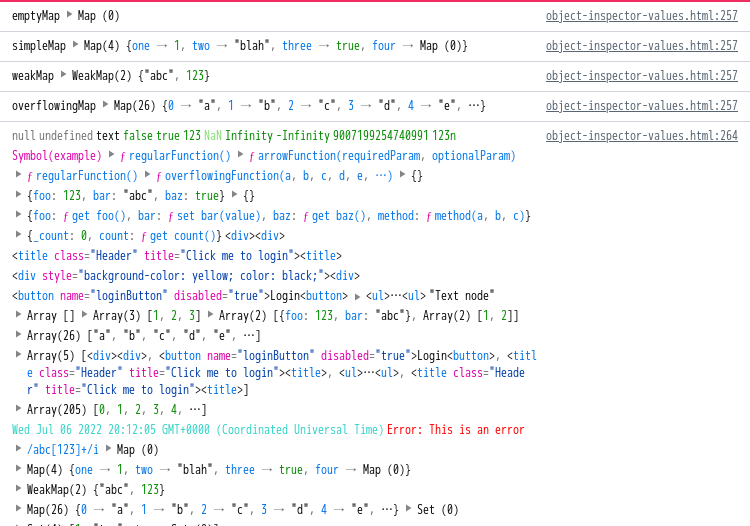 emptyMap Map (0) object-inspector-values.html:257
simpleMap Map(4) {one → 1, two → "blah", three → true, four → Map (0)} object-inspector-values.html:257
weakMap WeakMap(2) {"abc", 123} object-inspector-values.html:257
overflowingMap Map(26) {0 → "a", 1 → "b", 2 → "c", 3 → "d", 4 → "e", …} object-inspector-values.html:257
null undefined text false true 123 NaN Infinity -Infinity 9007199254740991 123n object-inspector-values.html:264
Symbol(example) ƒ regularFunction() ƒ arrowFunction(requiredParam, optionalParam)
ƒ regularFunction() ƒ overflowingFunction(a, b, c, d, e, …) {}
{foo: 123, bar: "abc", baz: true} {}
{foo: ƒ get foo(), bar: ƒ set bar(value), baz: ƒ get baz(), method: ƒ method(a, b, c)}
{_count: 0, count: ƒ get count()} <div><div>
<title class="Header" title="Click me to login"><title>
<div style="background-color: yellow; color: black;"><div>
<button name="loginButton" disabled="true">Login<button> <ul>…<ul> "Text node"
Array [] Array(3) [1, 2, 3] Array(2) [{foo: 123, bar: "abc"}, Array(2) [1, 2]]
Array(26) ["a", "b", "c", "d", "e", …]
Array(5) [<div><div>, <button name="loginButton" disabled="true">Login<button>, <titl
e class="Header" title="Click me to login"><title>, <ul>…<ul>, <title class="Heade
r" title="Click me to login"><title>]
Array(205) [0, 1, 2, 3, 4, …]
Wed Jul 06 2022 20:12:05 GMT+0000 (Coordinated Universal Time) Error: This is an error
/abc[123]+/i Map (0)
Map(4) {one → 1, two → "blah", three → true, four → Map (0)}
WeakMap(2) {"abc", 123}
Map(26) {0 → "a", 1 → "b", 2 → "c", 3 → "d", 4 → "e", …} Set (0)